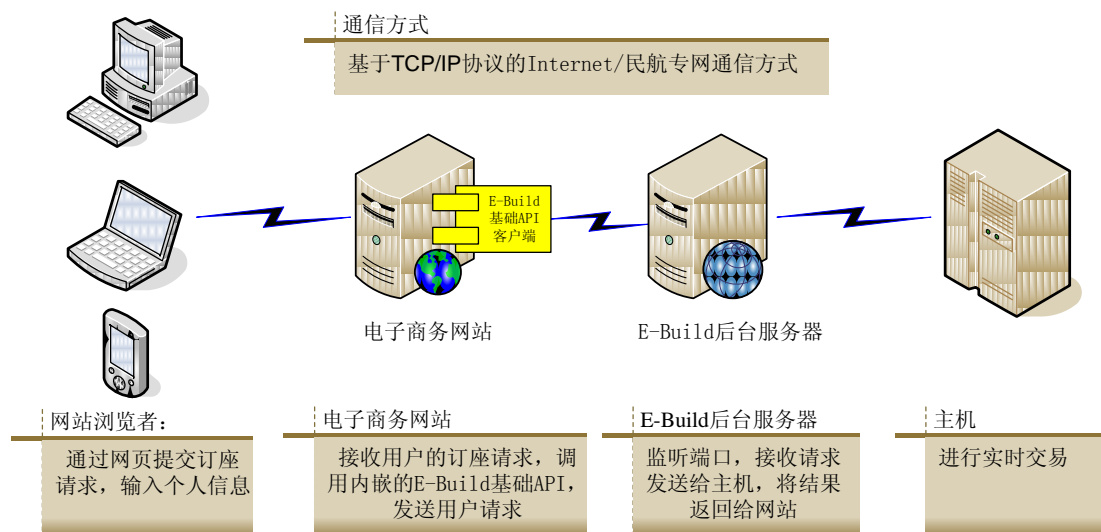 通信方式
基于TCP/IP协议的Internet/民航专网通信方式
E-Build
基础API
客户端
电子商务网站
E-Build后台服务器
网站浏览者：
通过网页提交订座
请求，输入个人信息
电子商务网站
接收用户的订座请求，调
用内嵌的E-Build基础API，
发送用户请求
E-Build后台服务器
监听端口，接收请求
发送给主机，将结果
返回给网站
主机
进行实时交易